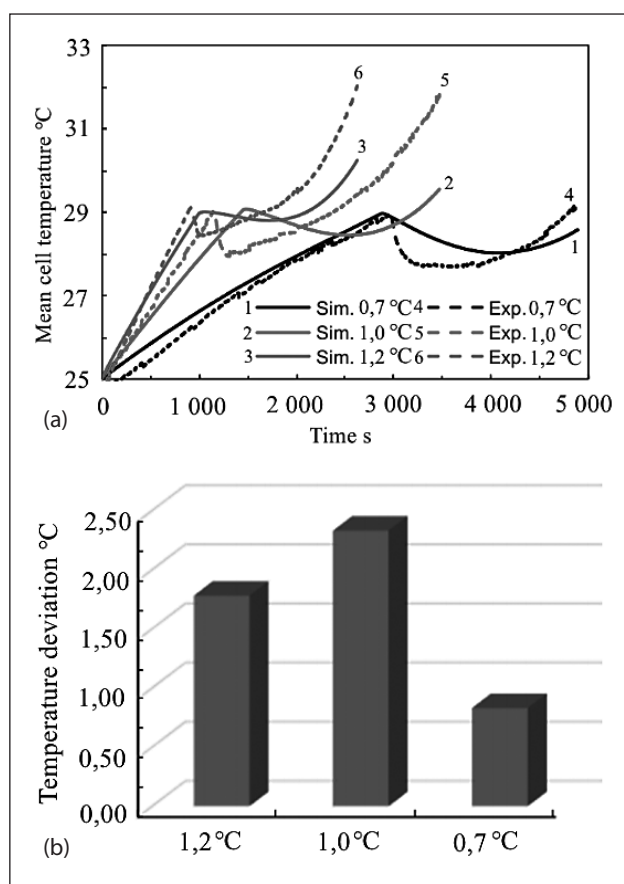 33
31
29
27
25
Mean cell temperature °C
6
5
3
2
4
1
1 Sim. 0,7 °C 4 Exp. 0,7 °C
2 Sim. 1,0 °C 5 Exp. 1,0 °C
3 Sim. 1,2 °C 6 Exp. 1,2 °C
0 1 000 2 000 3 000 4 000 5 000
(a)
Time s
2,50
2,00
1,50
1,00
0,50
0,00
Temperature deviation °C
1,2 °C 1,0 °C 0,7 °C
(b)